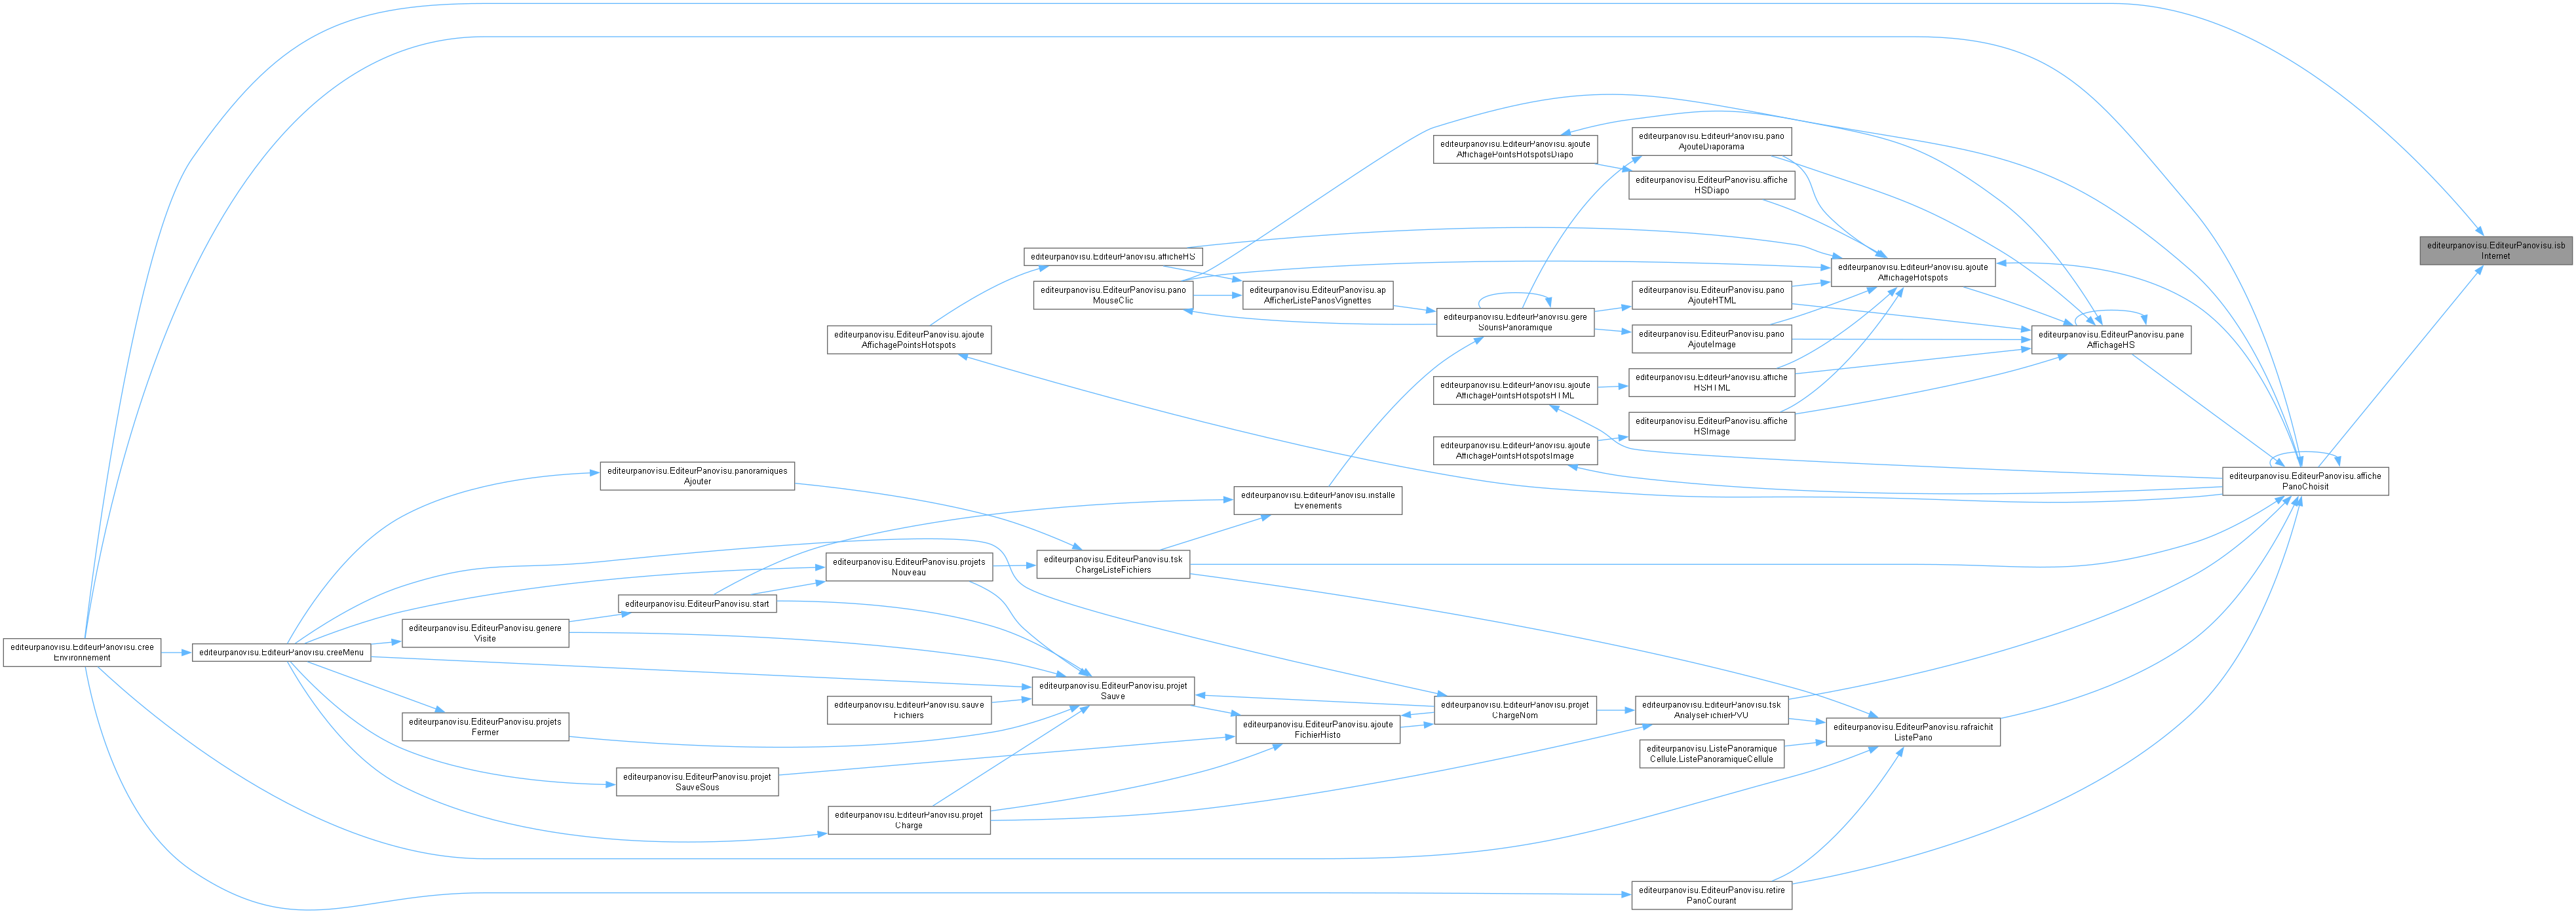 editeurpanovisu.EditeurPanovisu.cree
Environnement
editeurpanovisu.EditeurPanovisu.creeMenu
editeurpanovisu.EditeurPanovisu.genere
Visite
editeurpanovisu.EditeurPanovisu.projets
Fermer
editeurpanovisu.EditeurPanovisu.panoramiques
Ajouter
editeurpanovisu.EditeurPanovisu.start
editeurpanovisu.EditeurPanovisu.projet
SauveSous
editeurpanovisu.EditeurPanovisu.ajoute
AffichagePointsHotspots
editeurpanovisu.EditeurPanovisu.projets
Nouveau
editeurpanovisu.EditeurPanovisu.sauve
Fichiers
editeurpanovisu.EditeurPanovisu.projet
Charge
editeurpanovisu.EditeurPanovisu.afficheHS
editeurpanovisu.EditeurPanovisu.pano
MouseClic
editeurpanovisu.EditeurPanovisu.tsk
ChargeListeFichiers
editeurpanovisu.EditeurPanovisu.projet
Sauve
editeurpanovisu.EditeurPanovisu.ap
AfficherListePanosVignettes
editeurpanovisu.EditeurPanovisu.installe
Evenements
editeurpanovisu.EditeurPanovisu.ajoute
FichierHisto
editeurpanovisu.EditeurPanovisu.ajoute
AffichagePointsHotspotsDiapo
editeurpanovisu.EditeurPanovisu.gere
SourisPanoramique
editeurpanovisu.EditeurPanovisu.ajoute
AffichagePointsHotspotsHTML
editeurpanovisu.EditeurPanovisu.ajoute
AffichagePointsHotspotsImage
editeurpanovisu.EditeurPanovisu.projet
ChargeNom
editeurpanovisu.EditeurPanovisu.pano
AjouteDiaporama
editeurpanovisu.EditeurPanovisu.affiche
HSDiapo
editeurpanovisu.EditeurPanovisu.pano
AjouteHTML
editeurpanovisu.EditeurPanovisu.pano
AjouteImage
editeurpanovisu.EditeurPanovisu.affiche
HSHTML
editeurpanovisu.EditeurPanovisu.affiche
HSImage
editeurpanovisu.EditeurPanovisu.tsk
AnalyseFichierPVU
editeurpanovisu.ListePanoramique
Cellule.ListePanoramiqueCellule
editeurpanovisu.EditeurPanovisu.retire
PanoCourant
editeurpanovisu.EditeurPanovisu.ajoute
AffichageHotspots
editeurpanovisu.EditeurPanovisu.rafraichit
ListePano
editeurpanovisu.EditeurPanovisu.pane
AffichageHS
editeurpanovisu.EditeurPanovisu.affiche
PanoChoisit
editeurpanovisu.EditeurPanovisu.isb
Internet